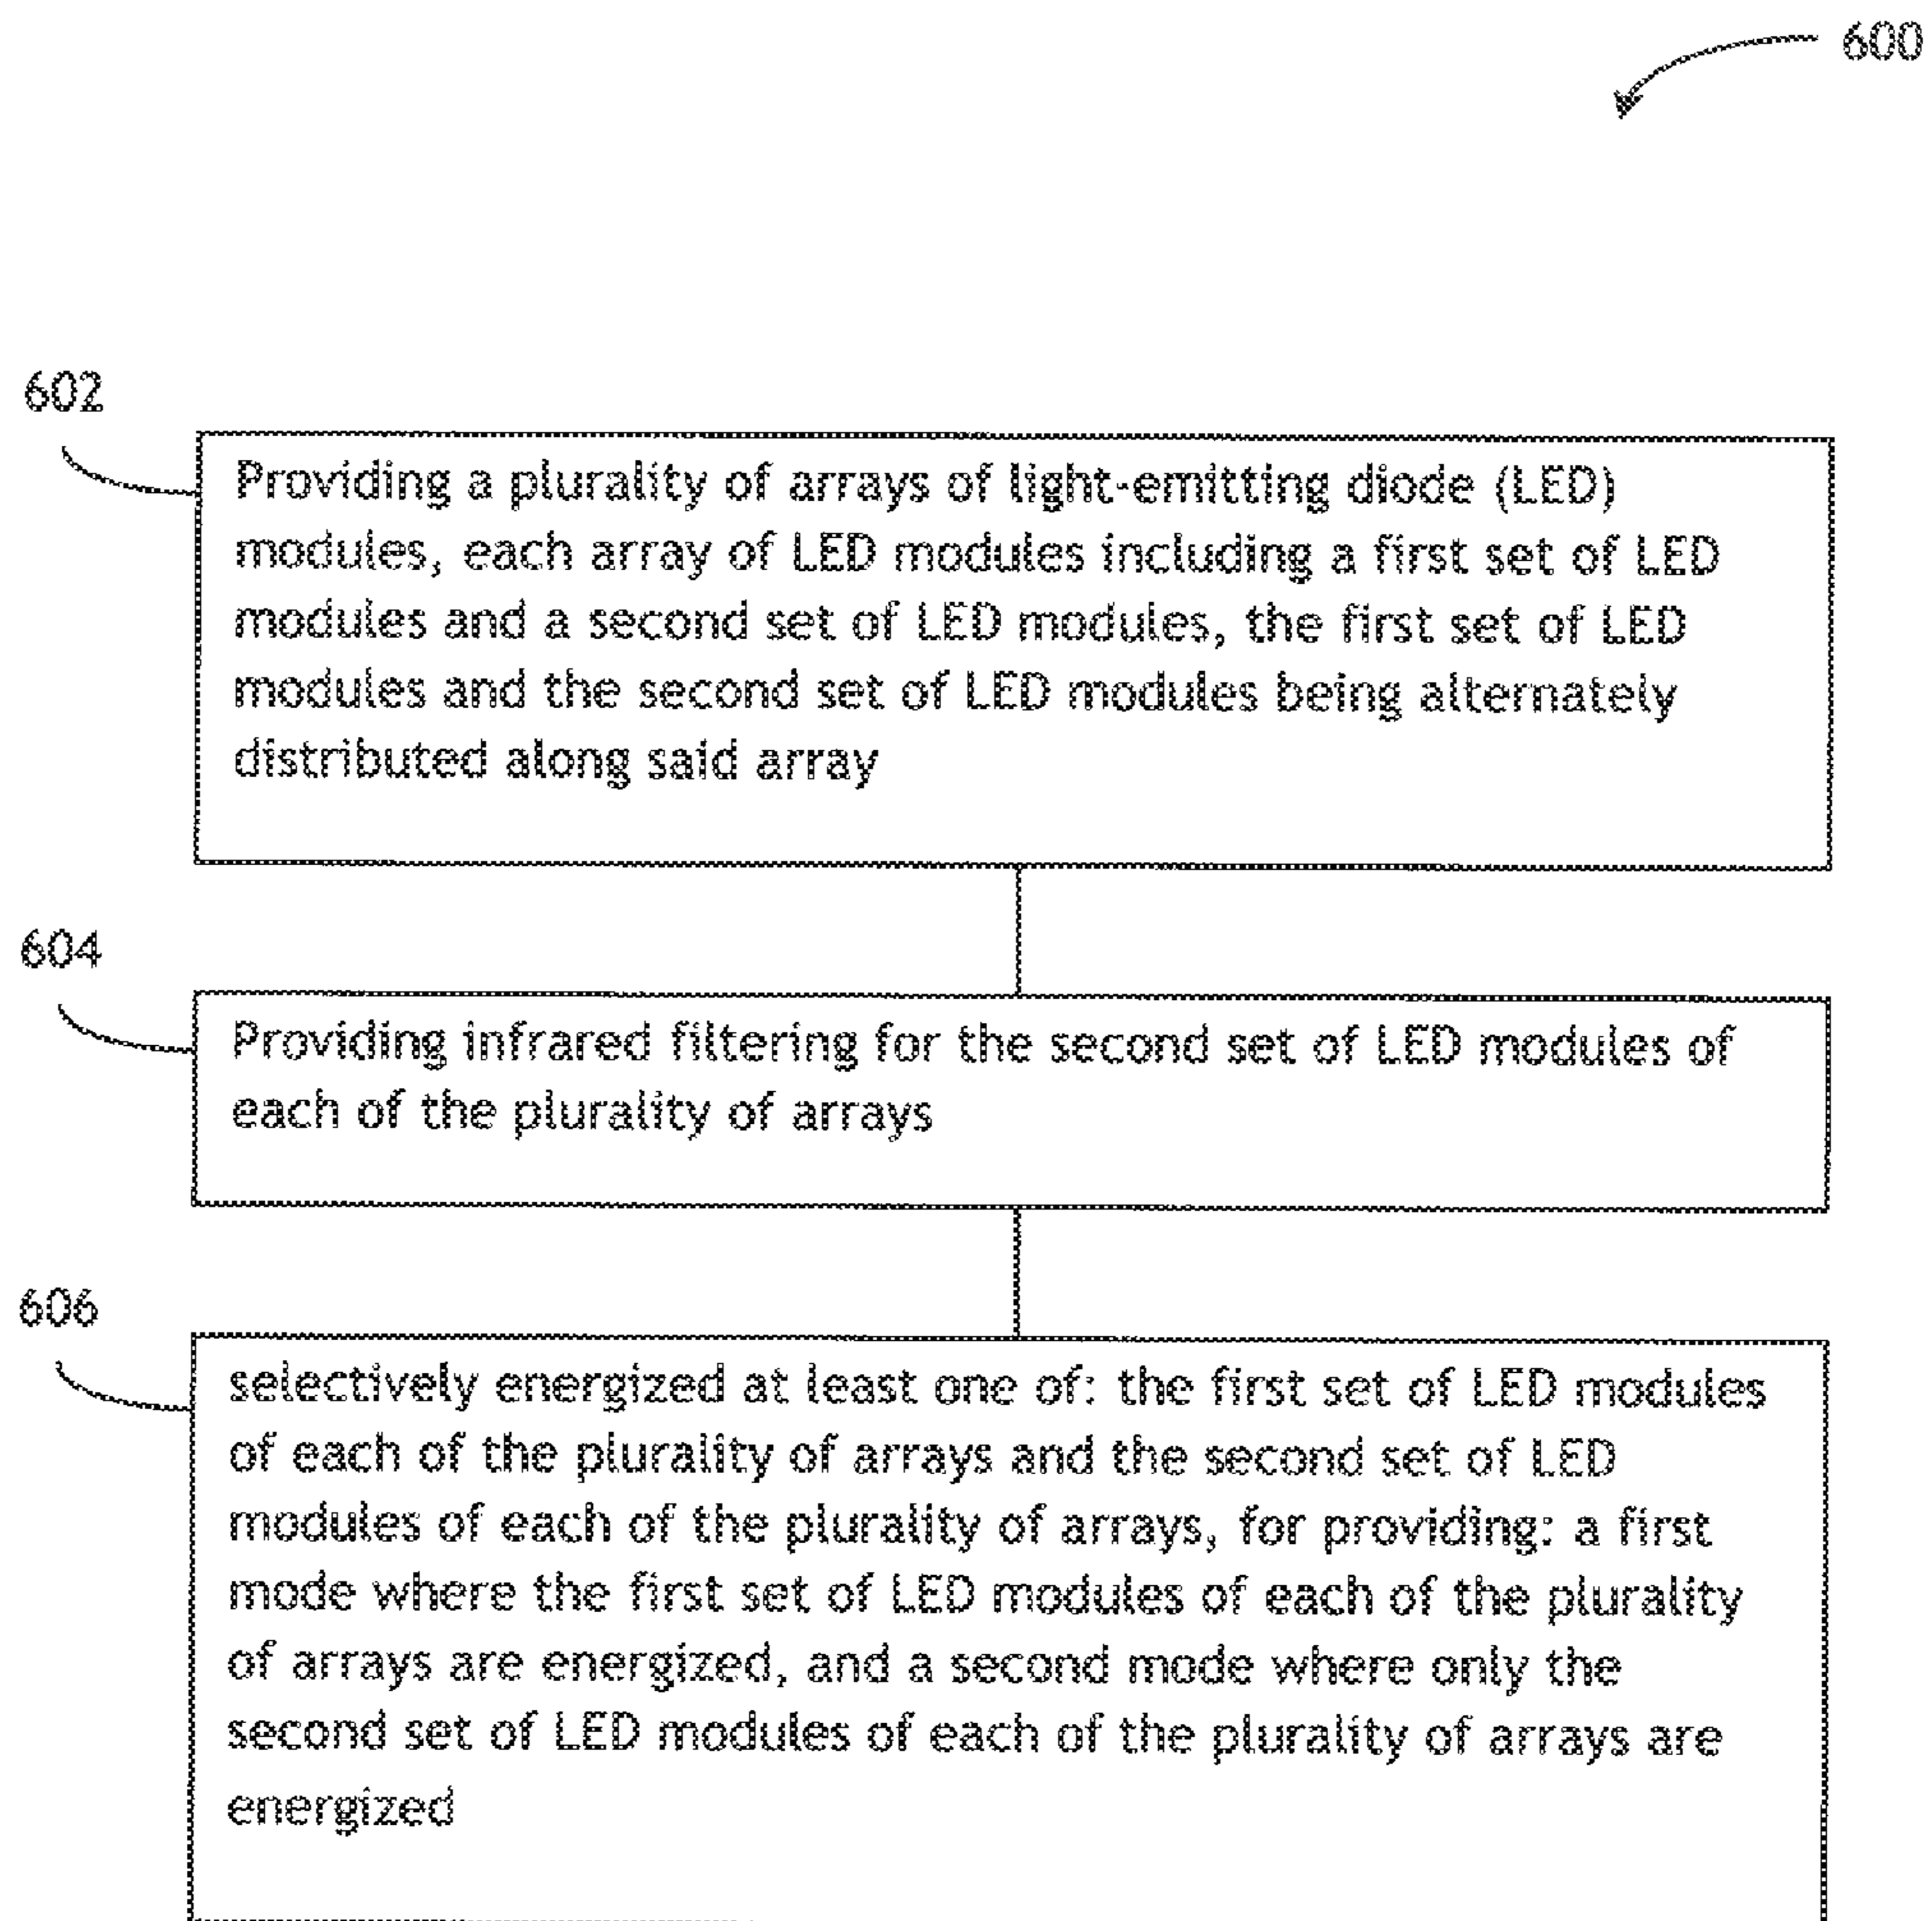 600
602
Providing a plurality of arrays of light-emitting diode (LED)
modules, each array of LED modules including a first set of LED
modules and a second set of LED modules, the first set of LED
modules and the second set of LED modules being alternately
distributed along said array
604
Providing infrared filtering for the second set of LED modules of
each of the plurality of arrays
606
selectively energized at least one of: the first set of LED modules
of each of the plurality of arrays and the second set of LED
modules of each of the plurality of arrays, for providing: a first
mode where the first set of LED modules of each of the plurality
of arrays are energized, and a second mode where only the
second set of LED modules of each of the plurality of arrays are
energized